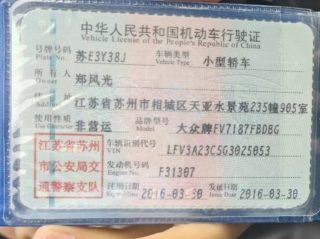 中华人民共和国机动车行驶证
Vehicle License of the People's Republic of China
号牌号码 苏E3Y38J 车辆类型 小型轿车
Plate No. Vehicle Type
所有人 郑风光
Owner
住址 江苏省苏州市相城区天亚水景苑235幢905室
使用性质 非营运 品牌型号 大众牌FV7187FBDBG
江苏省苏州市公安局交通警察支队
车辆识别代号 LFV3A23C5G3025053
VIN
发动机号码 F31307
注册日期 2016-03-30 发证日期 2016-03-30